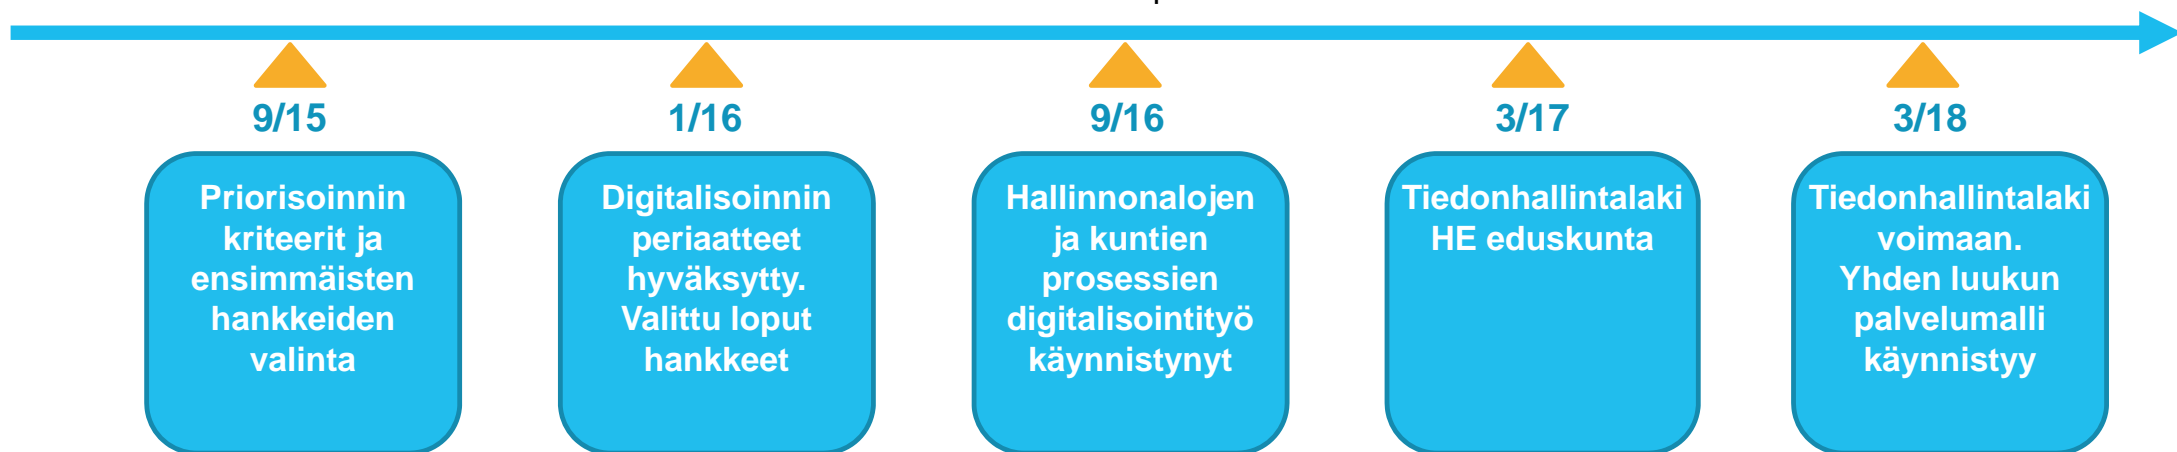 9/15
1/16
9/16
3/17
3/18
Priorisoinnin
kriteerit ja
ensimmäisten
hankkeiden
valinta
Digitalisoinnin
periaatteet
hyväksytty.
Valittu loput
hankkeet
Hallinnonalojen
ja kuntien
prosessien
digitalisointityö
käynnistynyt
Tiedonhallintalaki
HE eduskunta
Tiedonhallintalaki
voimaan.
Yhden luukun
palvelumalli
käynnistyy